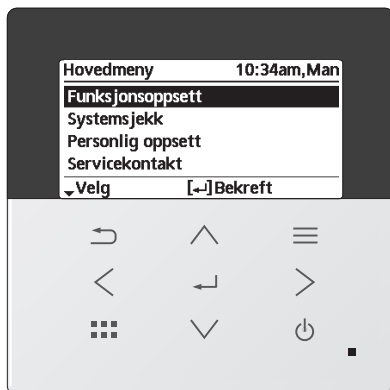 Hovedmeny 10:34am,Man
Funksjonsoppsett
Systemsjekk
Personlig oppsett
Servicekontakt
Velg [↵]Bekreft